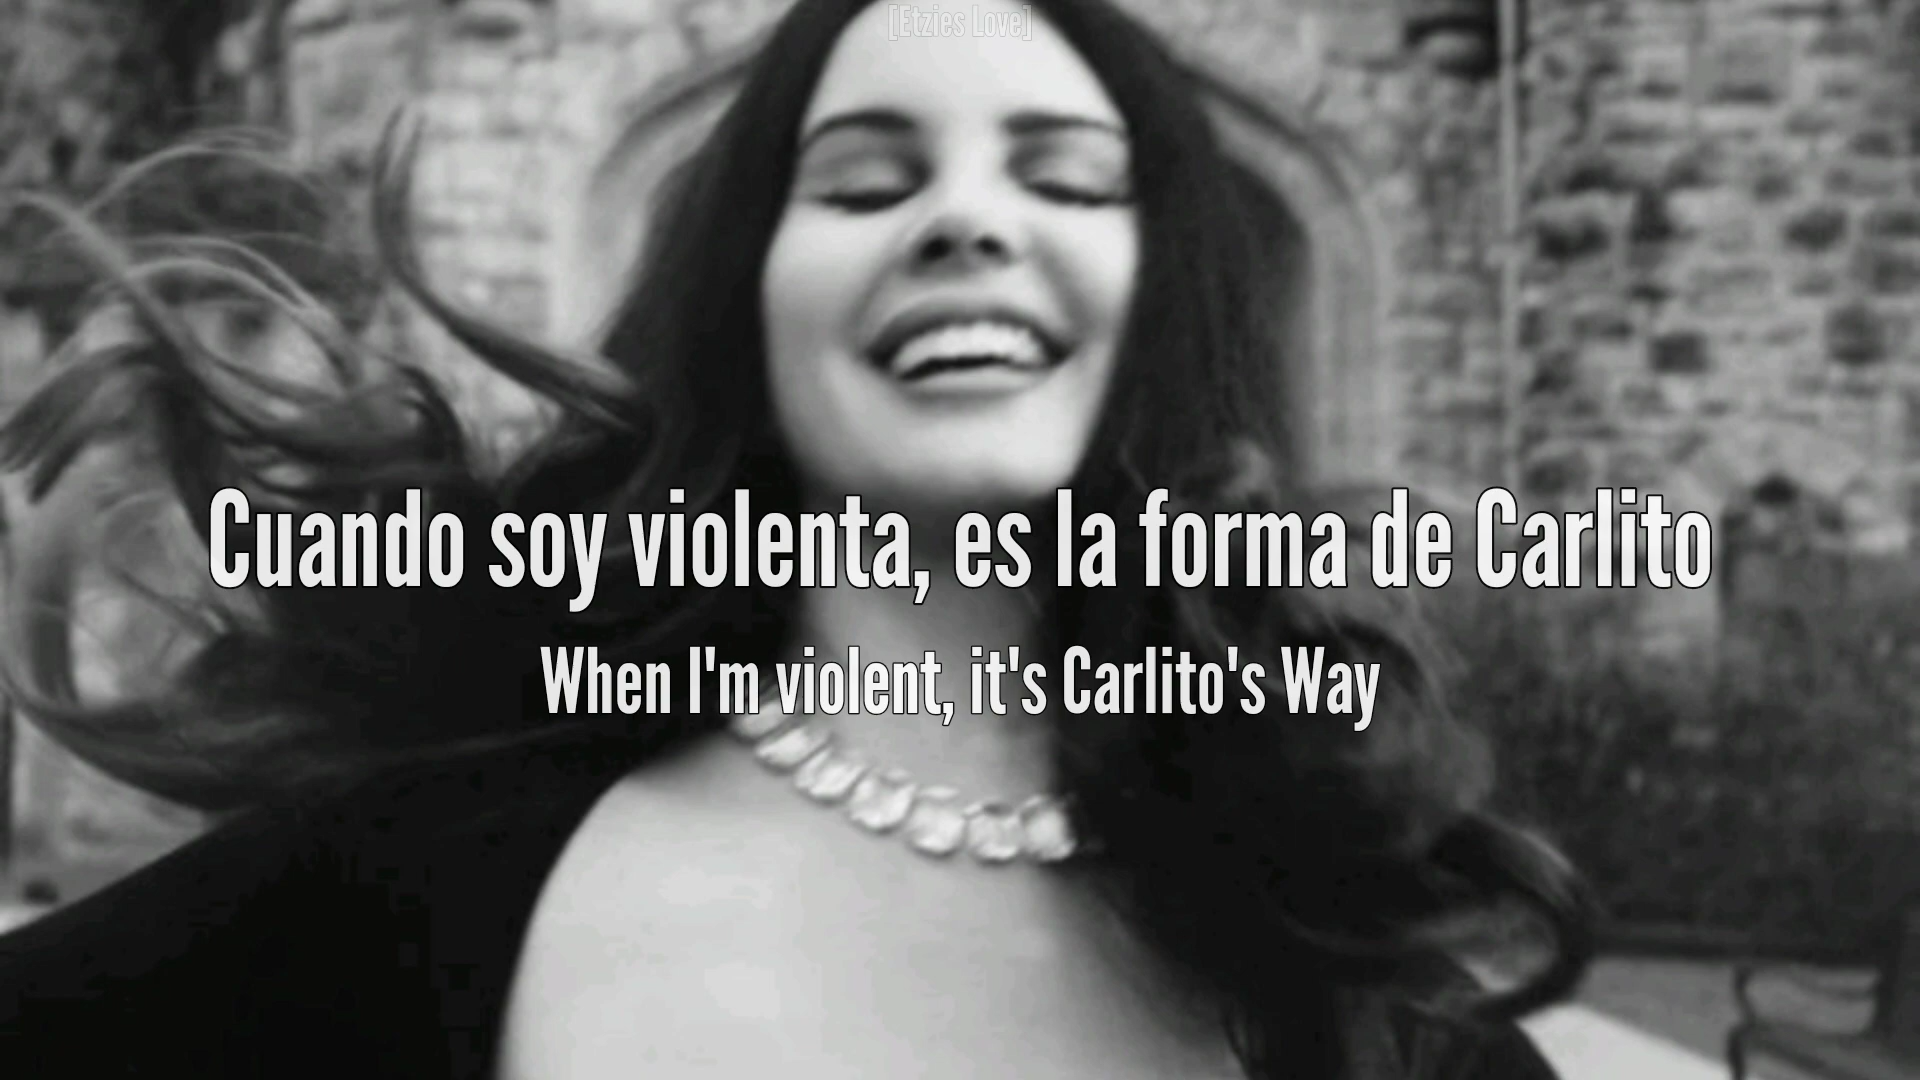 [Etzies Love]
Cuando soy violenta, es la forma de Carlito
When I'm violent, it's Carlito's Way